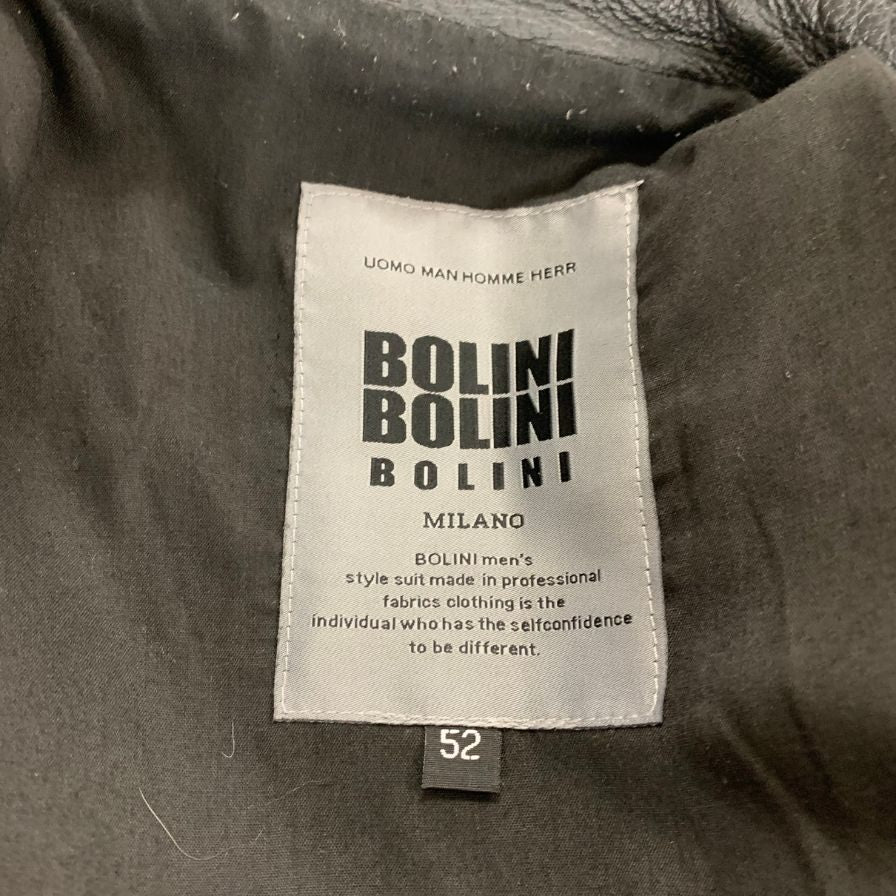 UOMO MAN HOMME HERR
BOLINI
BOLINI
BOLINI
MILANO
BOLINI men's
style suit made in professional
fabrics clothing is the
individual who has the selfconfidence
to be different.
52